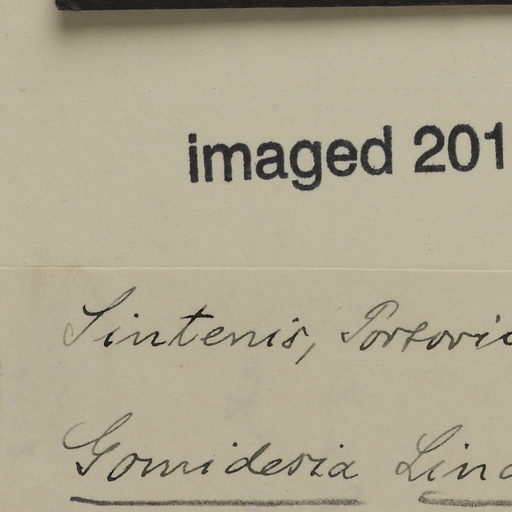 imaged 201
Sintenis, Portoric
Gomidesia Lind